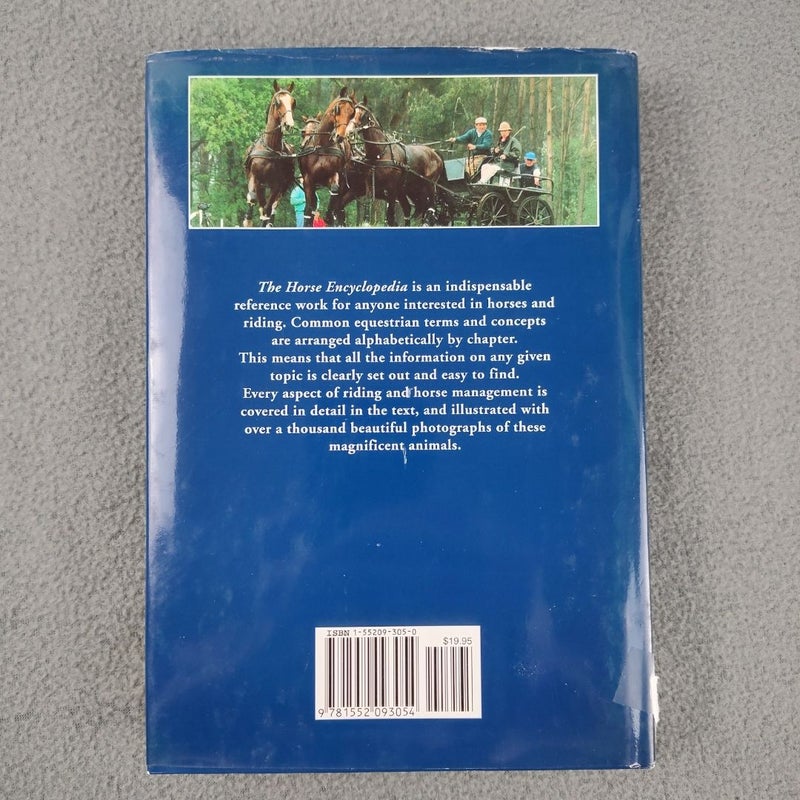 The Horse Encyclopedia is an indispensable
reference work for anyone interested in horses and
riding. Common equestrian terms and concepts
are arranged alphabetically by chapter.
This means that all the information on any given
topic is clearly set out and easy to find.
Every aspect of riding and horse management is
covered in detail in the text, and illustrated with
over a thousand beautiful photographs of these
magnificent animals.
ISBN 1-55209-305-0
$19.95
9 781552 093054